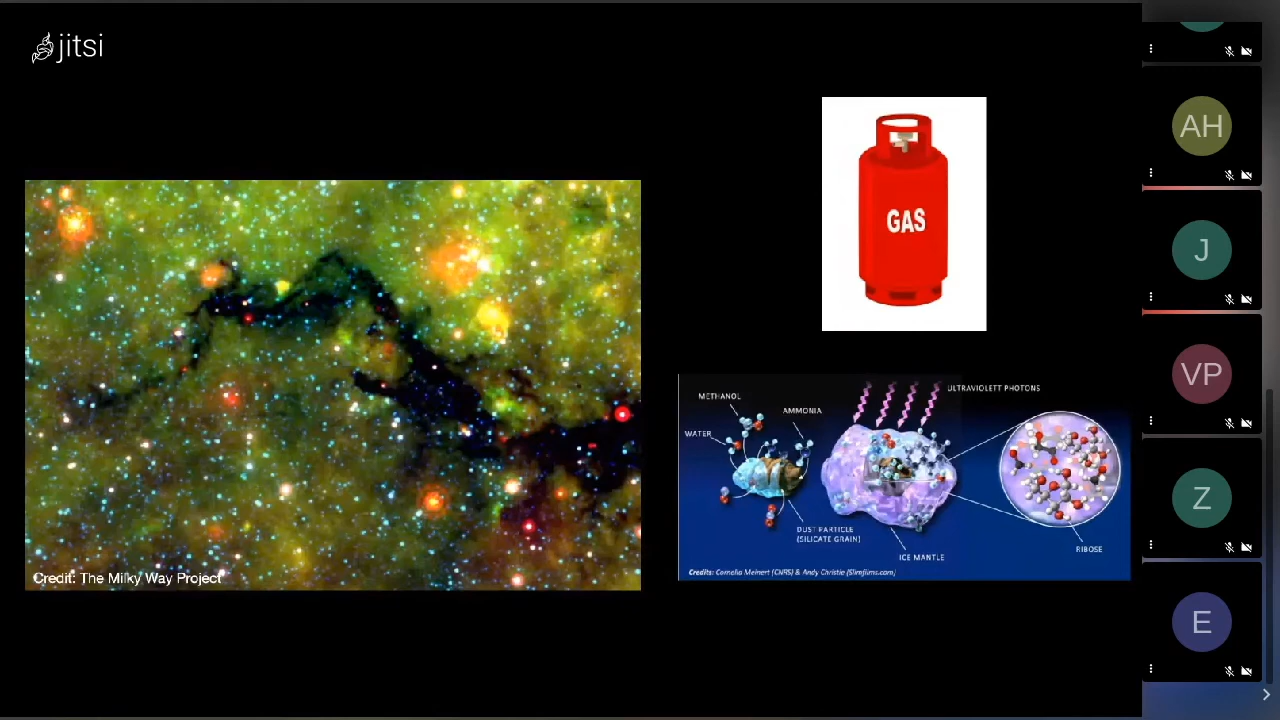 jitsi
GAS
Credit: The Milky Way Project
METHANOL
AMMONIA
WATER
ULTRAVIOLETT PHOTONS
DUST PARTICLE
(SILICATE GRAIN)
ICE MANTLE
RIBOSE
Credits: Cornelia Meinert (CNRS) & Andy Christie (Slimfilms.com)
AH
J
VP
Z
E